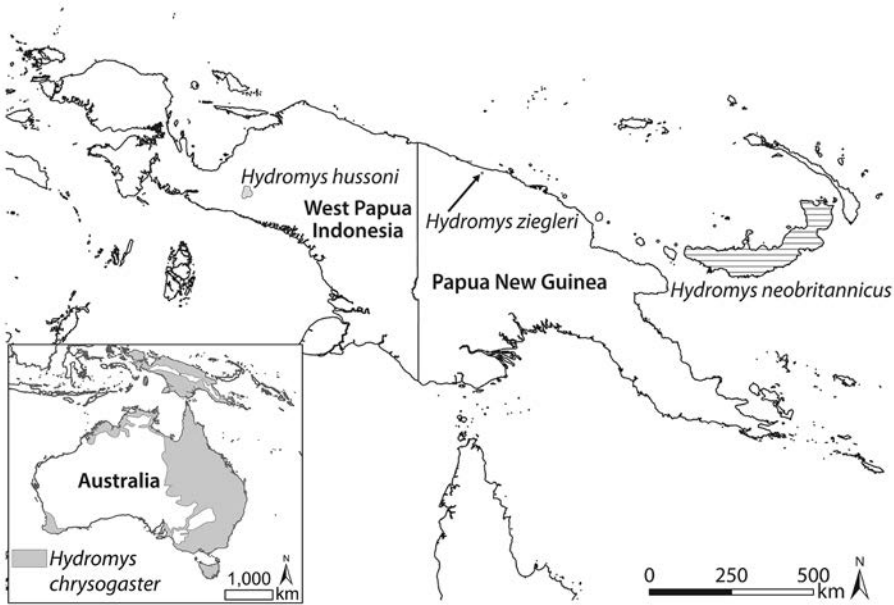 Hydromys hussoni
West Papua
Indonesia
Hydromys ziegleri
Papua New Guinea
Hydromys neobritannicus
Australia
Hydromys
chrysogaster
1,000
N
km
0 250 500
N
km